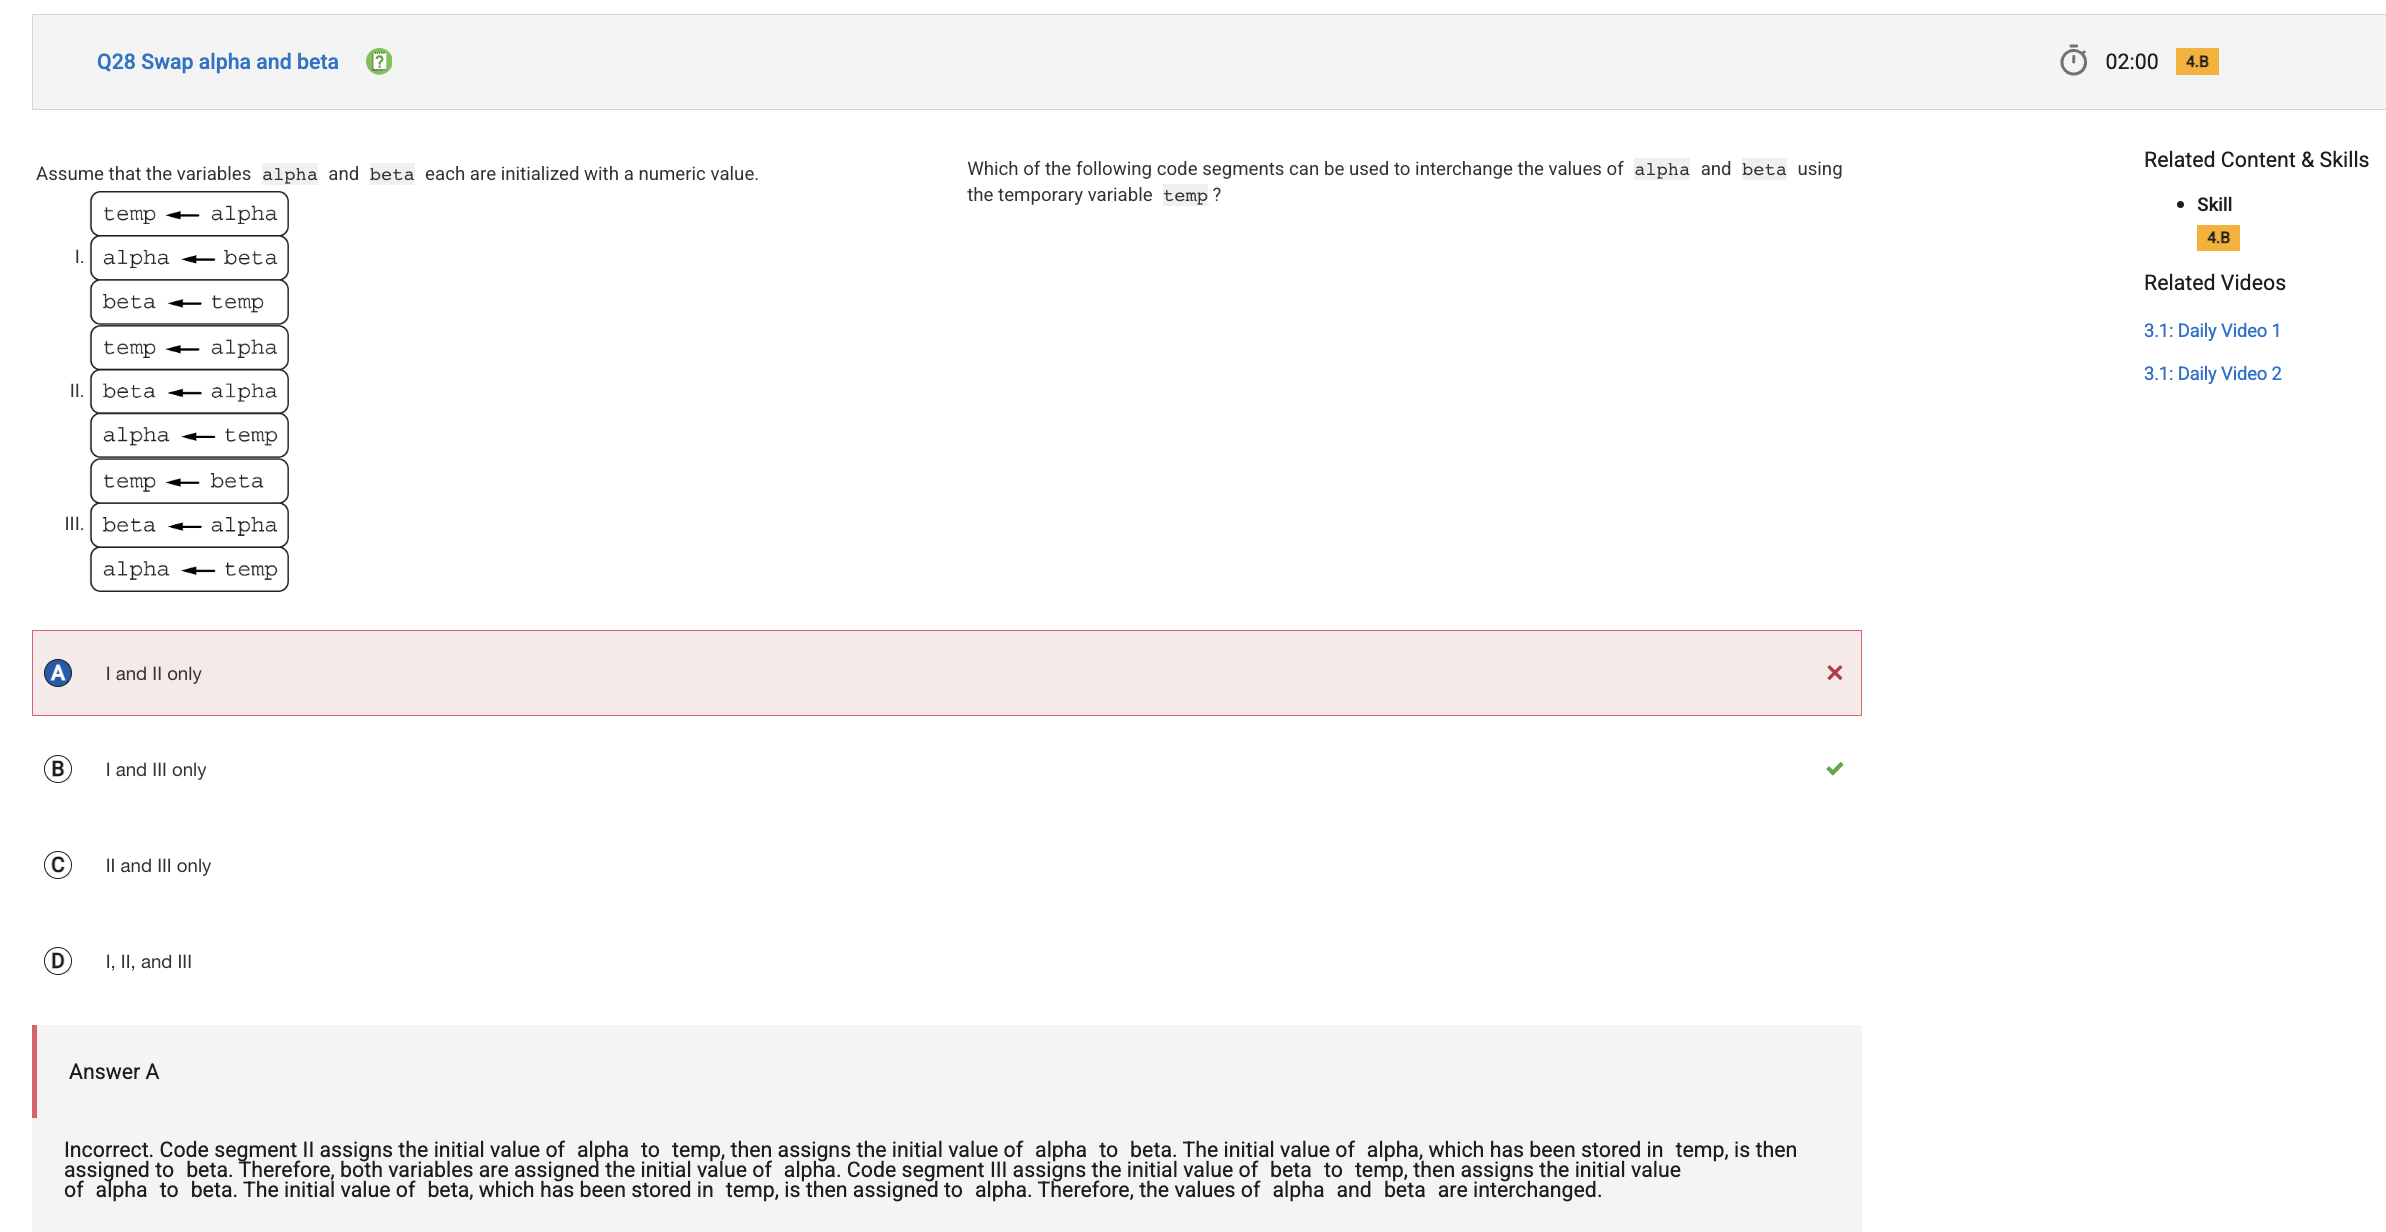 Q28 Swap alpha and beta
02:00 4.B
Assume that the variables alpha and beta each are initialized with a numeric value.
temp ← alpha
I. alpha ← beta
beta ← temp
temp ← alpha
II. beta ← alpha
alpha ← temp
temp ← beta
III. beta ← alpha
alpha ← temp
Which of the following code segments can be used to interchange the values of alpha and beta using
the temporary variable temp ?
A I and II only
B I and III only
C II and III only
D I, II, and III
Answer A
Incorrect. Code segment II assigns the initial value of alpha to temp, then assigns the initial value of alpha to beta. The initial value of alpha, which has been stored in temp, is then
assigned to beta. Therefore, both variables are assigned the initial value of alpha. Code segment III assigns the initial value of beta to temp, then assigns the initial value
of alpha to beta. The initial value of beta, which has been stored in temp, is then assigned to alpha. Therefore, the values of alpha and beta are interchanged.
Related Content & Skills
• Skill
4.B
Related Videos
3.1: Daily Video 1
3.1: Daily Video 2